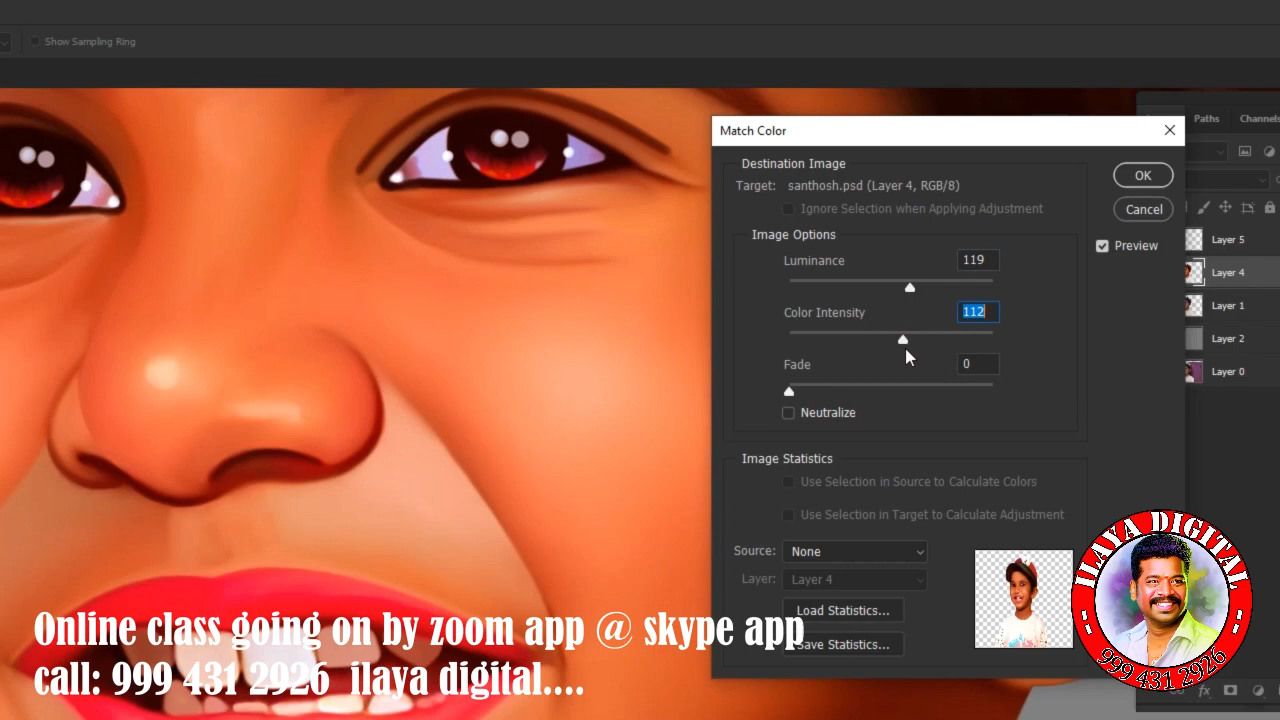 Show Sampling Ring
Match Color
Paths
Channels
Destination Image
Target: santhosh.psd (Layer 4, RGB/8)
Ignore Selection when Applying Adjustment
OK
Cancel
Preview
Image Options
Luminance 119
Color Intensity 112
Fade 0
Neutralize
Layer 5
Layer 4
Layer 1
Layer 2
Layer 0
Image Statistics
Use Selection in Source to Calculate Colors
Use Selection in Target to Calculate Adjustment
Source: None
Layer: Layer 4
Load Statistics...
Save Statistics...
Online class going on by zoom app @ skype app
call: 999 431 2926 ilaya digital....
ILAYA DIGITAL
999 431 2926
fx